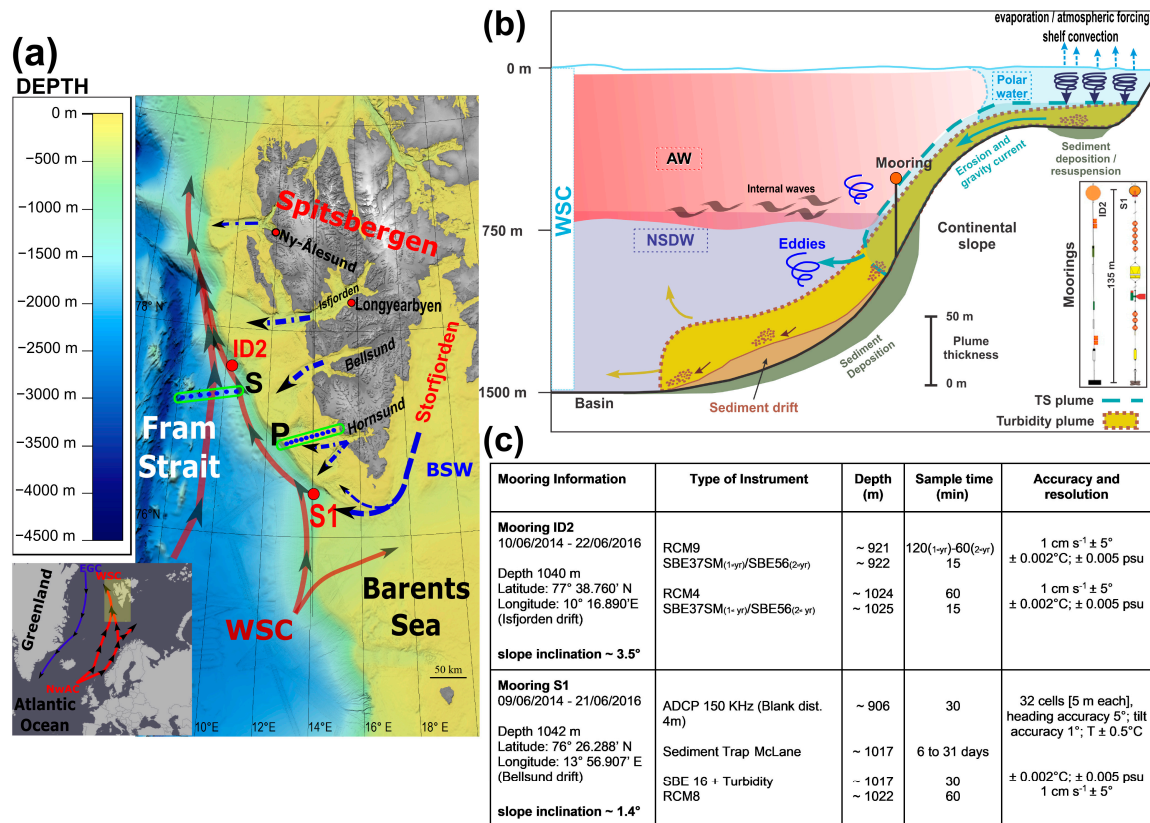 (a)
DEPTH
0 m
−500 m
−1000 m
−1500 m
−2000 m
−2500 m
−3000 m
−3500 m
−4000 m
−4500 m
Spitsbergen
Ny-Ålesund
Isfjorden
Longyearbyen
78° N
ID2
Bellsund
Storfjorden
S
Hornsund
P
Fram
Strait
BSW
S1
76° N
Barents
Sea
WSC
50 km
10°E
12°E
14°E
16°E
18°E
EGC
WSC
Greenland
NwAC
Atlantic
Ocean
(b)
evaporation / atmospheric forcing
shelf convection
0 m
Polar
water
AW
Mooring
Erosion and
gravity current
Sediment deposition /
resuspension
Internal waves
WSC
750 m
NSDW
Eddies
Continental
slope
Moorings
ID2
S1
135 m
50 m
Plume
thickness
0 m
Sediment
Deposition
1500 m
Basin
Sediment drift
TS plume
Turbidity plume
(c)
Mooring Information
Type of Instrument
Depth
(m)
Sample time
(min)
Accuracy and
resolution
Mooring ID2
10/06/2014 - 22/06/2016
Depth 1040 m
Latitude: 77° 38.760’ N
Longitude: 10° 16.890’E
(Isfjorden drift)
slope inclination ~ 3.5°
RCM9
SBE37SM(1-yr)/SBE56(2-yr)
RCM4
SBE37SM(1- yr)/SBE56(2- yr)
~ 921
~ 922
~ 1024
~ 1025
120(1-yr)-60(2-yr)
15
60
15
1 cm s-1 ± 5°
± 0.002°C; ± 0.005 psu
1 cm s-1 ± 5°
± 0.002°C; ± 0.005 psu
Mooring S1
09/06/2014 - 21/06/2016
Depth 1042 m
Latitude: 76° 26.288’ N
Longitude: 13° 56.907’ E
(Bellsund drift)
slope inclination ~ 1.4°
ADCP 150 KHz (Blank dist.
4m)
Sediment Trap McLane
SBE 16 + Turbidity
RCM8
~ 906
~ 1017
~ 1017
~ 1022
30
6 to 31 days
30
60
32 cells [5 m each],
heading accuracy 5°; tilt
accuracy 1°; T ± 0.5°C
± 0.002°C; ± 0.005 psu
1 cm s-1 ± 5°